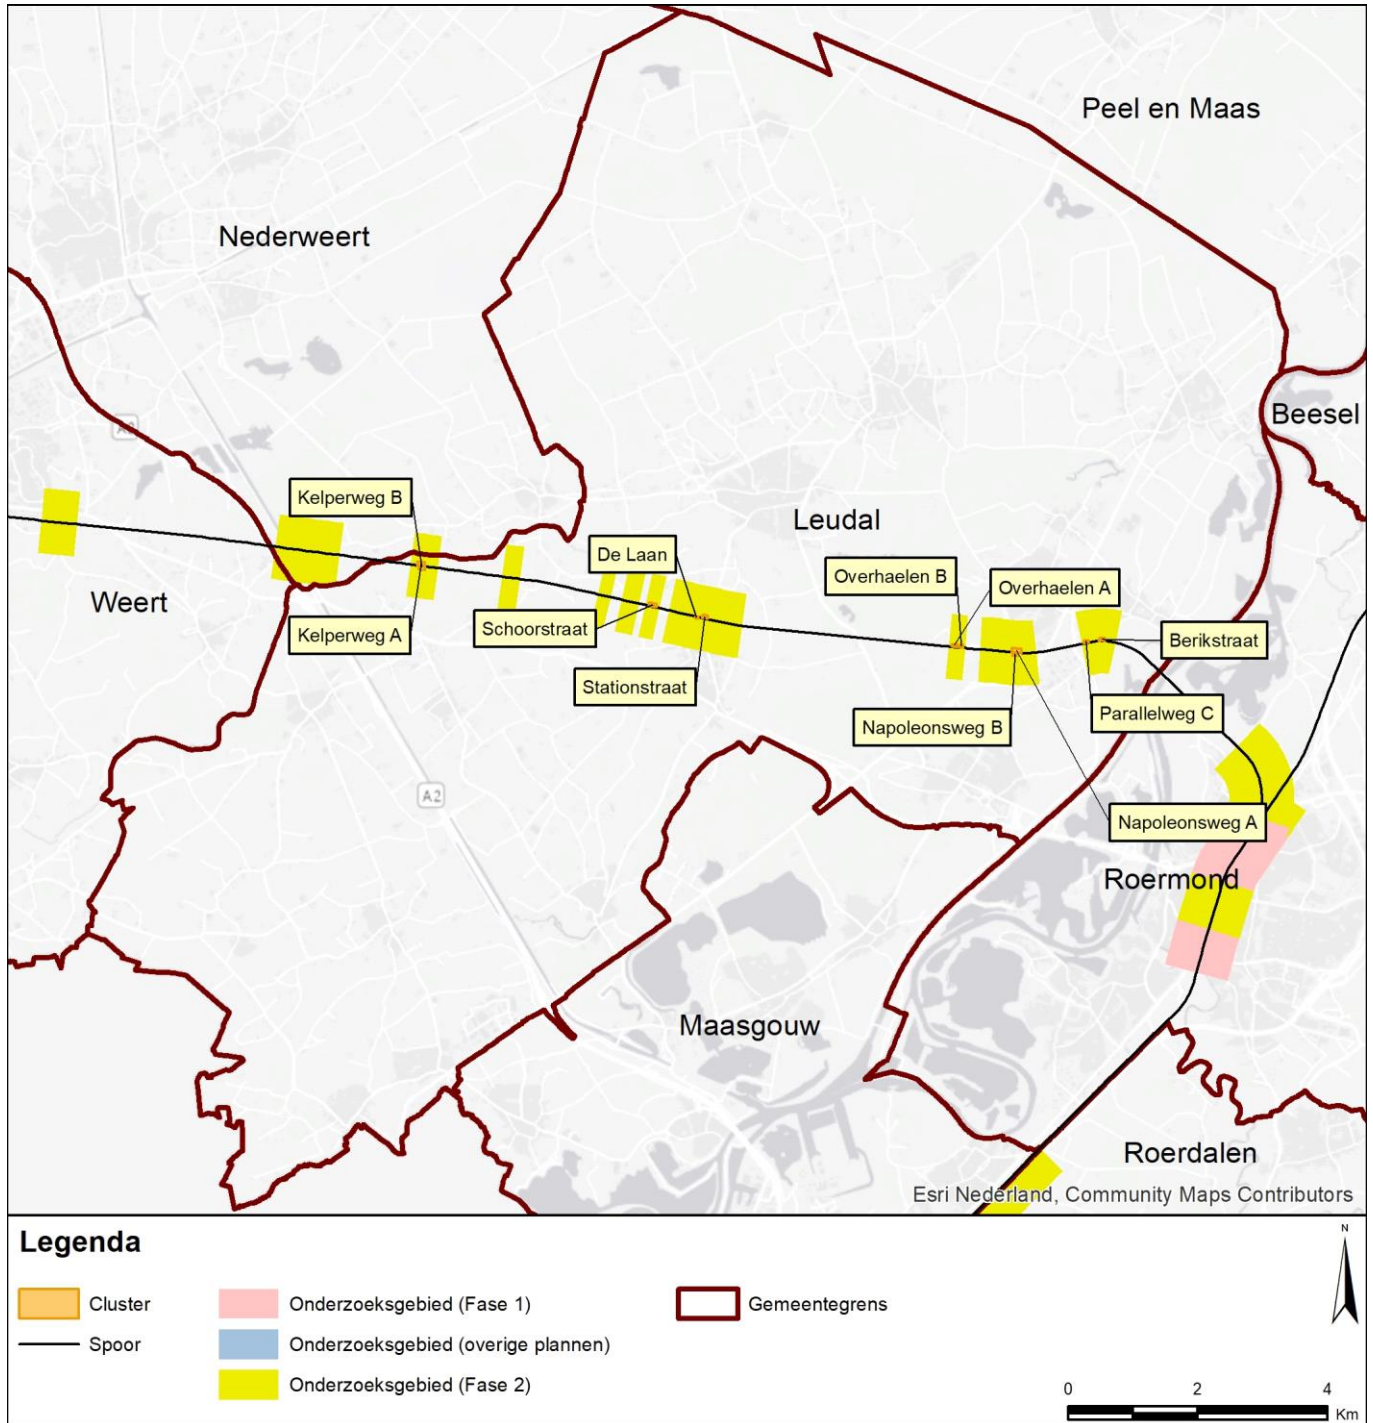 Peel en Maas
Nederweert
Beesel
A2
Kelperweg B
Leudal
De Laan
Overhaelen B
Overhaelen A
Weert
Kelperweg A
Schoorstraat
Berikstraat
Stationstraat
Napoleonsweg B
Parallelweg C
A2
Napoleonsweg A
Roermond
Maasgouw
Roerdalen
Esri Nederland, Community Maps Contributors
Legenda
N
Cluster
Onderzoeksgebied (Fase 1)
Gemeentegrens
Spoor
Onderzoeksgebied (overige plannen)
Onderzoeksgebied (Fase 2)
0 2 4
Km